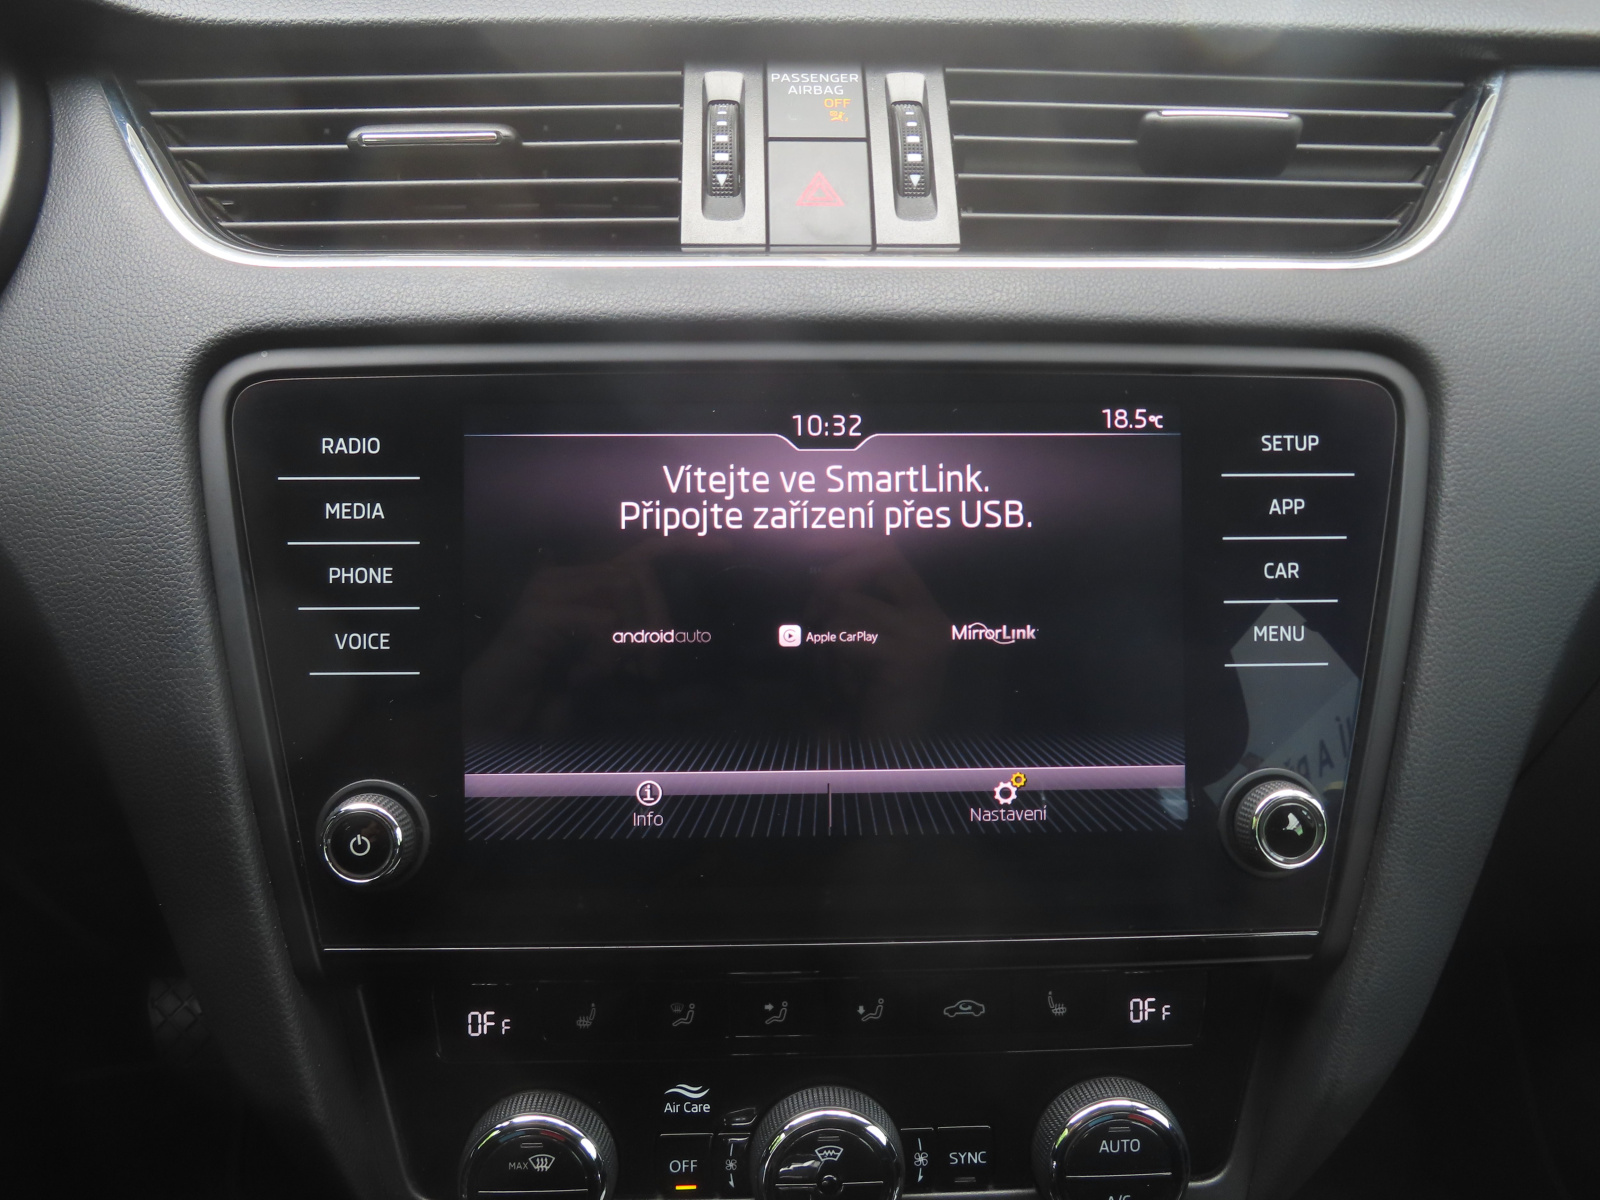 PASSENGER
AIRBAG
OFF
10:32
18.5°C
Vítejte ve SmartLink.
Připojte zařízení přes USB.
RADIO
MEDIA
PHONE
VOICE
SETUP
APP
CAR
MENU
androidauto
Apple CarPlay
MirrorLink
Info
Nastavení
OFF
OFF
Air Care
MAX
OFF
SYNC
AUTO
A/C